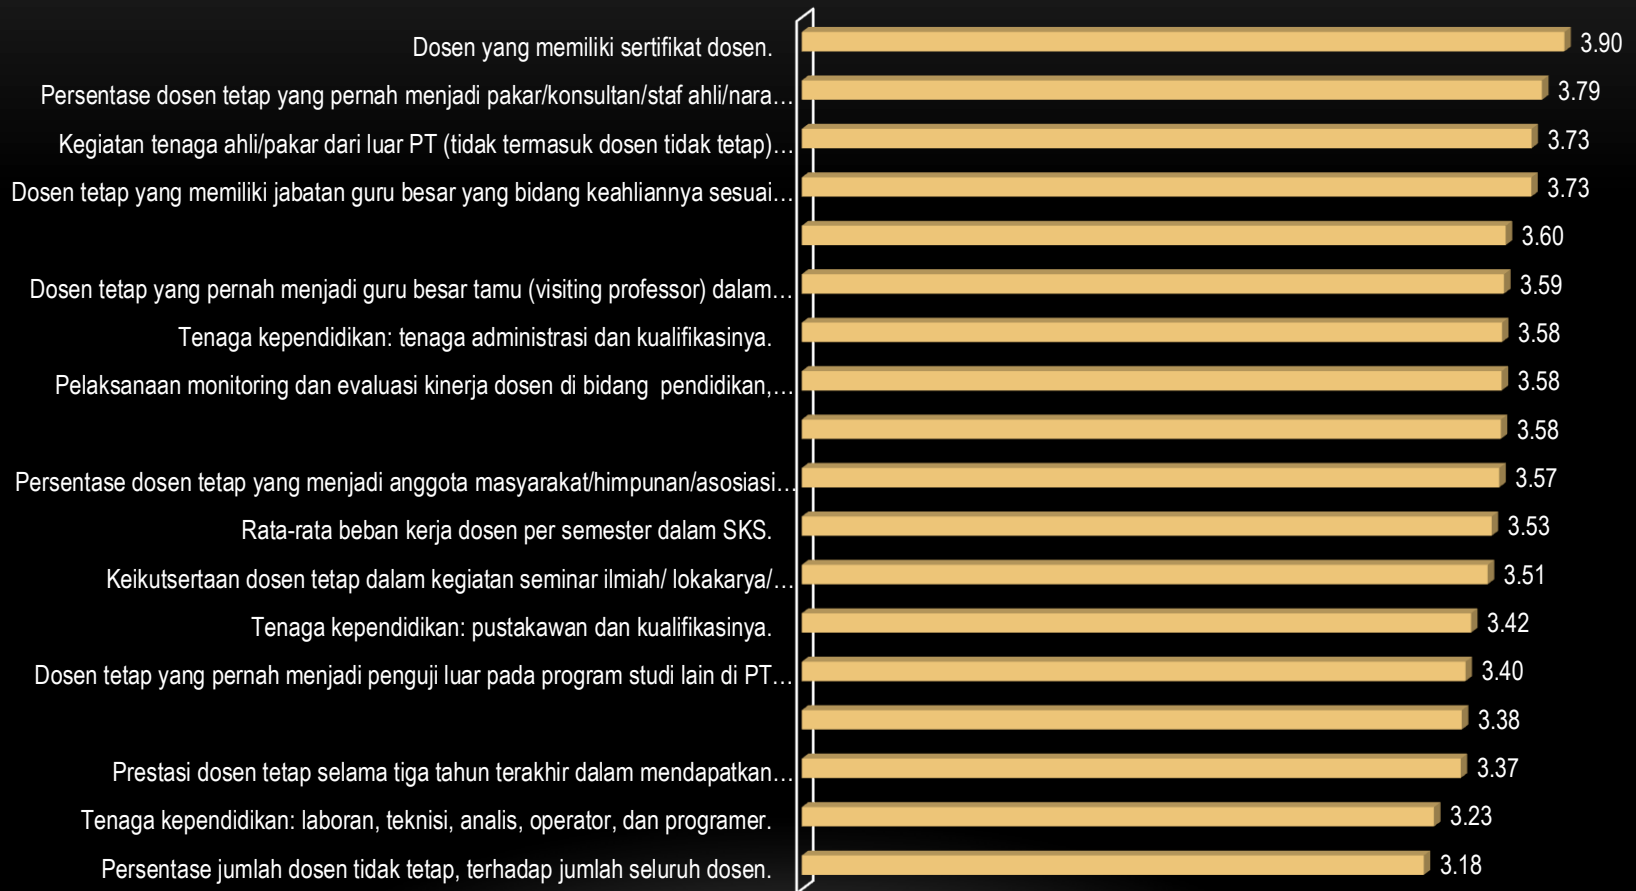 Dosen yang memiliki sertifikat dosen. 3.90
Persentase dosen tetap yang pernah menjadi pakar/konsultan/staf ahli/nara… 3.79
Kegiatan tenaga ahli/pakar dari luar PT (tidak termasuk dosen tidak tetap)… 3.73
Dosen tetap yang memiliki jabatan guru besar yang bidang keahliannya sesuai… 3.73
3.60
Dosen tetap yang pernah menjadi guru besar tamu (visiting professor) dalam… 3.59
Tenaga kependidikan: tenaga administrasi dan kualifikasinya. 3.58
Pelaksanaan monitoring dan evaluasi kinerja dosen di bidang  pendidikan,… 3.58
3.58
Persentase dosen tetap yang menjadi anggota masyarakat/himpunan/asosiasi… 3.57
Rata-rata beban kerja dosen per semester dalam SKS. 3.53
Keikutsertaan dosen tetap dalam kegiatan seminar ilmiah/ lokakarya/… 3.51
Tenaga kependidikan: pustakawan dan kualifikasinya. 3.42
Dosen tetap yang pernah menjadi penguji luar pada program studi lain di PT… 3.40
3.38
Prestasi dosen tetap selama tiga tahun terakhir dalam mendapatkan… 3.37
Tenaga kependidikan: laboran, teknisi, analis, operator, dan programer. 3.23
Persentase jumlah dosen tidak tetap, terhadap jumlah seluruh dosen. 3.18